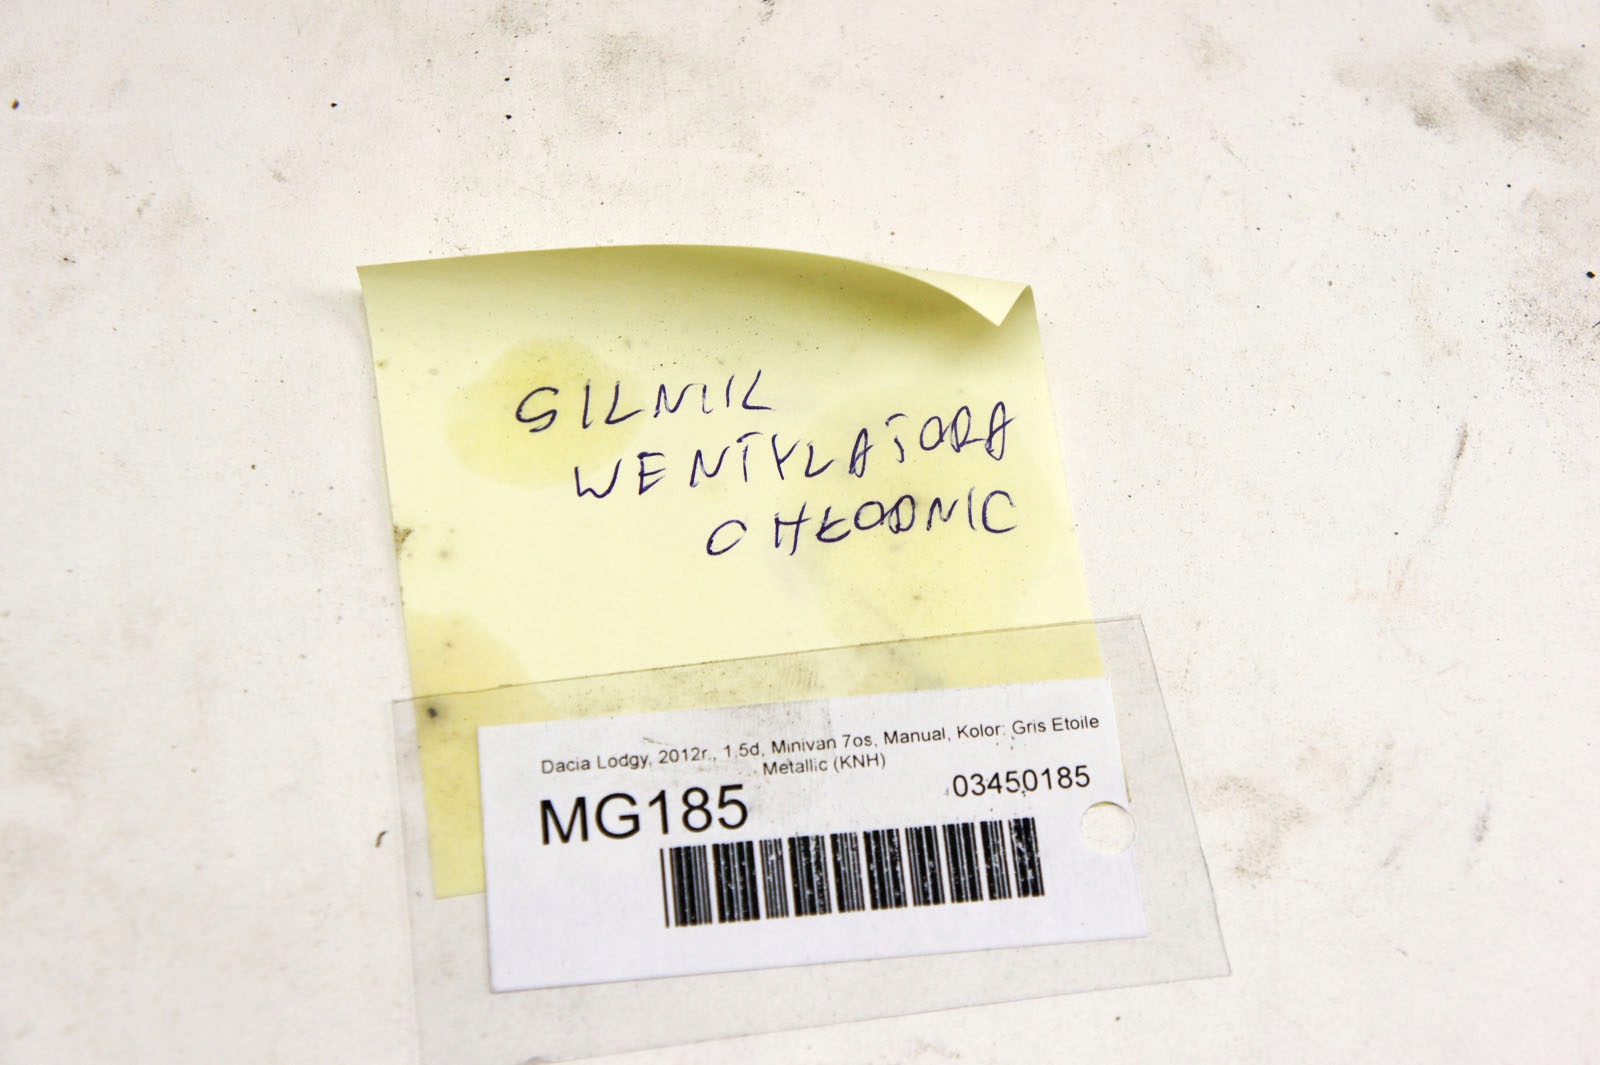 SILNIK
WENTYLATORA
CHŁODNIC
Dacia Lodgy, 2012r., 1.5d, Minivan 7os, Manual, Kolor: Gris Etoile
Metallic (KNH)
MG185
03450185